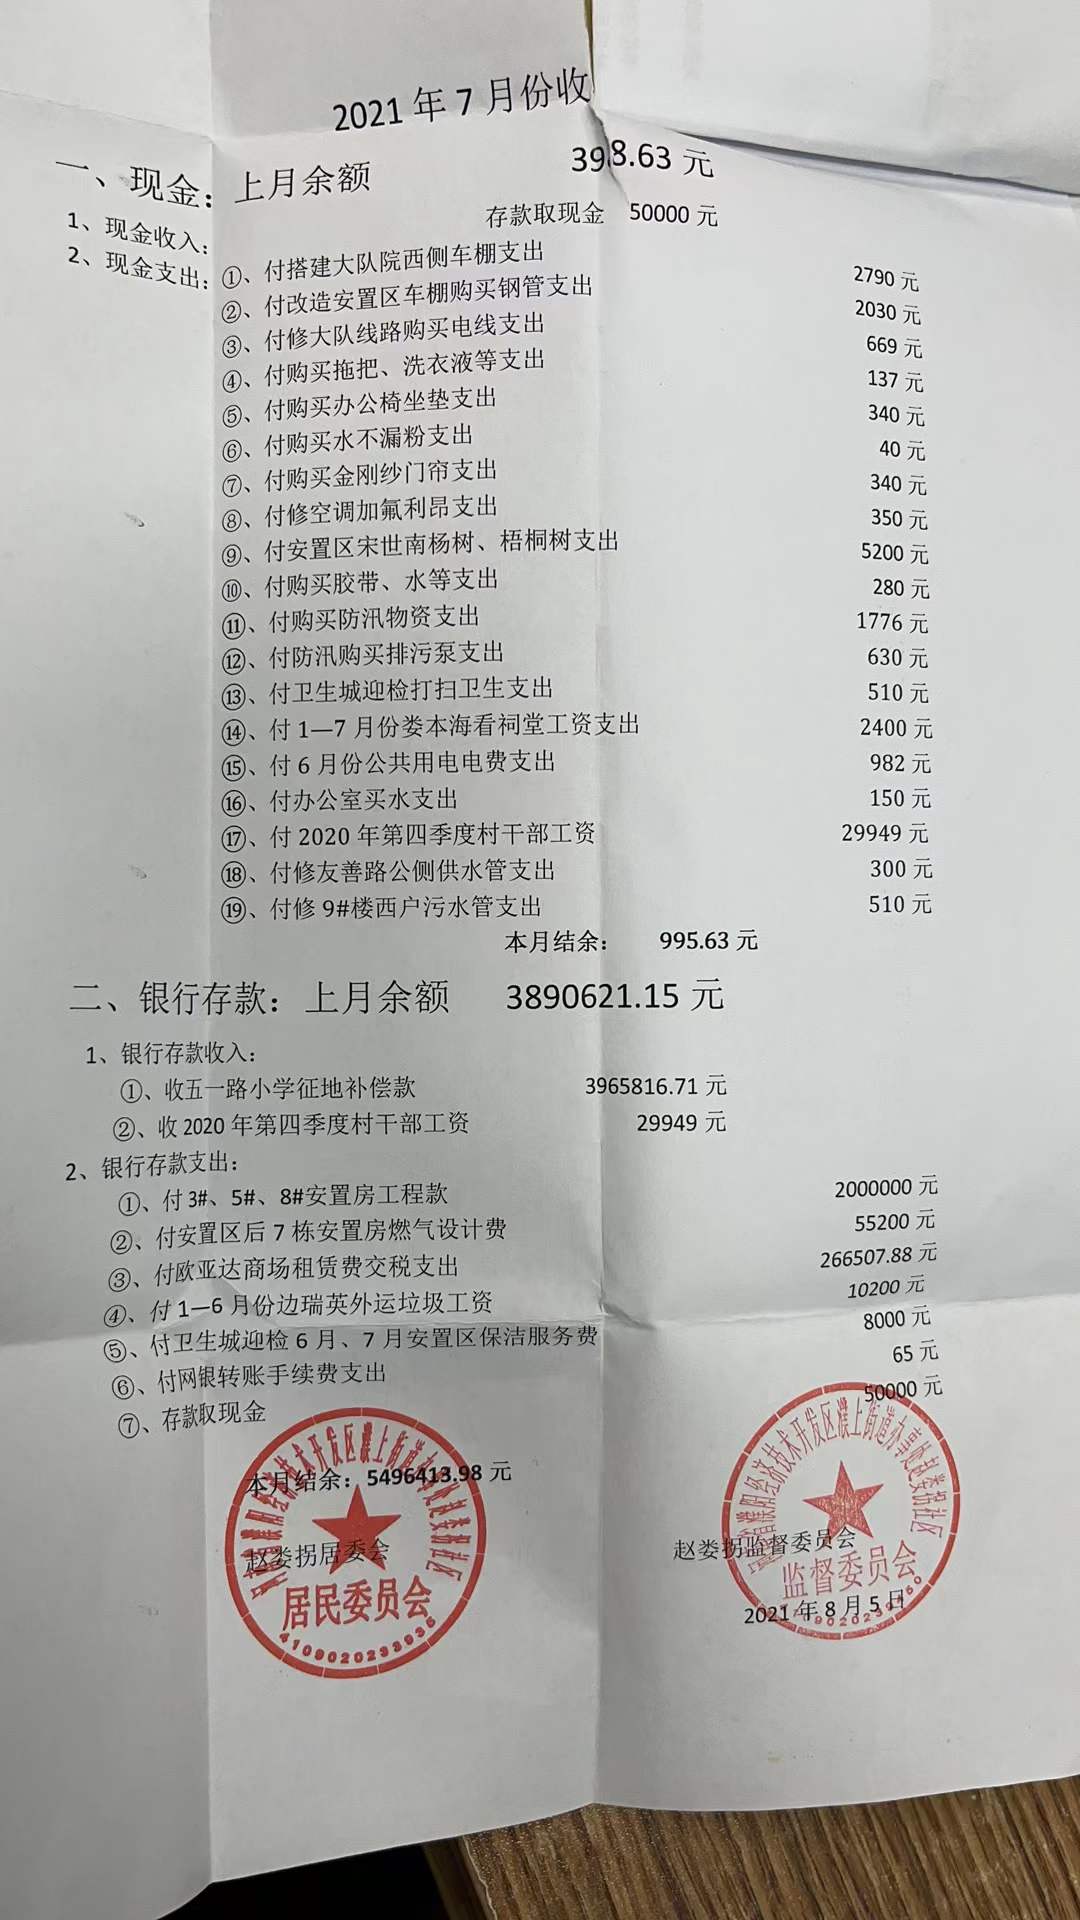 2021 年 7 月份收
一、现金：上月余额 398.63 元
1、现金收入： 存款取现金 50000 元
2、现金支出：
①、付搭建大队院西侧车棚支出 2790 元
②、付改造安置区车棚购买钢管支出 2030 元
③、付修大队线路购买电线支出 669 元
④、付购买拖把、洗衣液等支出 137 元
⑤、付购买办公椅坐垫支出 340 元
⑥、付购买水不漏粉支出 40 元
⑦、付购买金刚纱门帘支出 340 元
⑧、付修空调加氟利昂支出 350 元
⑨、付安置区宋世南杨树、梧桐树支出 5200 元
⑩、付购买胶带、水等支出 280 元
⑪、付购买防汛物资支出 1776 元
⑫、付防汛购买排污泵支出 630 元
⑬、付卫生城迎检打扫卫生支出 510 元
⑭、付 1—7 月份娄本海看祠堂工资支出 2400 元
⑮、付 6 月份公共用电电费支出 982 元
⑯、付办公室买水支出 150 元
⑰、付 2020 年第四季度村干部工资 29949 元
⑱、付修友善路公侧供水管支出 300 元
⑲、付修 9#楼西户污水管支出 510 元
本月结余： 995.63 元
二、银行存款：上月余额 3890621.15 元
1、银行存款收入：
①、收五一路小学征地补偿款 3965816.71 元
②、收 2020 年第四季度村干部工资 29949 元
2、银行存款支出：
①、付 3#、5#、8#安置房工程款 2000000 元
②、付安置区后 7 栋安置房燃气设计费 55200 元
③、付欧亚达商场租赁费交税支出 266507.88 元
④、付 1—6 月份边瑞英外运垃圾工资 10200 元
⑤、付卫生城迎检 6 月、7 月安置区保洁服务费 8000 元
⑥、付网银转账手续费支出 65 元
⑦、存款取现金 50000 元
本月结余：5496413.98 元
赵娄拐居委会 赵娄拐监督委员会
居民委员会 监督委员会
2021 年 8 月 5 日
4109020233936